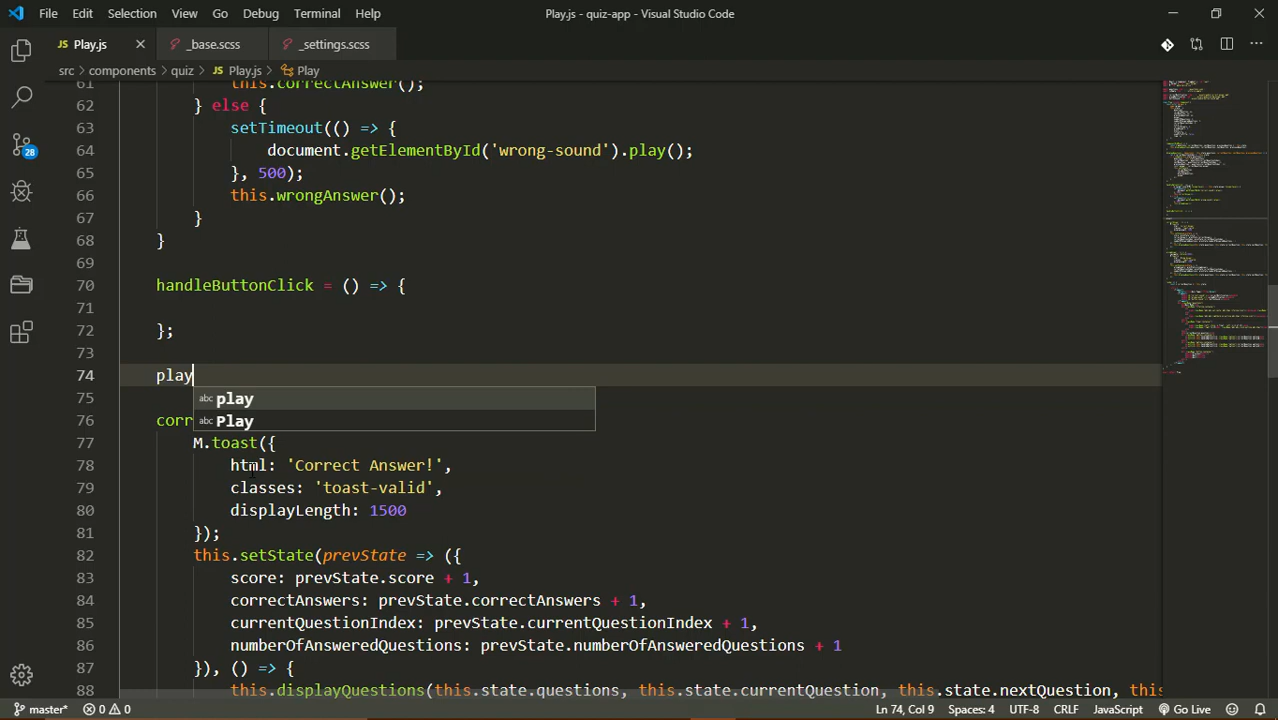 File Edit Selection View Go Debug Terminal Help Play.js - quiz-app - Visual Studio Code
JS Play.js _base.scss _settings.scss
src > components > quiz > JS Play.js > Play
61 this.correctAnswer();
62 } else {
63 setTimeout(() => {
64 document.getElementById('wrong-sound').play();
65 }, 500);
66 this.wrongAnswer();
67 }
68 }
69
70 handleButtonClick = () => {
71
72 };
73
74 play
abc play
75
abc Play
76 corr
77 M.toast({
78 html: 'Correct Answer!',
79 classes: 'toast-valid',
80 displayLength: 1500
81 });
82 this.setState(prevState => ({
83 score: prevState.score + 1,
84 correctAnswers: prevState.correctAnswers + 1,
85 currentQuestionIndex: prevState.currentQuestionIndex + 1,
86 numberOfAnsweredQuestions: prevState.numberOfAnsweredQuestions + 1
87 }), () => {
88 this.displayQuestions(this.state.questions, this.state.currentQuestion, this.state.nextQuestion, this
28
master* 0 0 Ln 74, Col 9 Spaces: 4 UTF-8 CRLF JavaScript Go Live